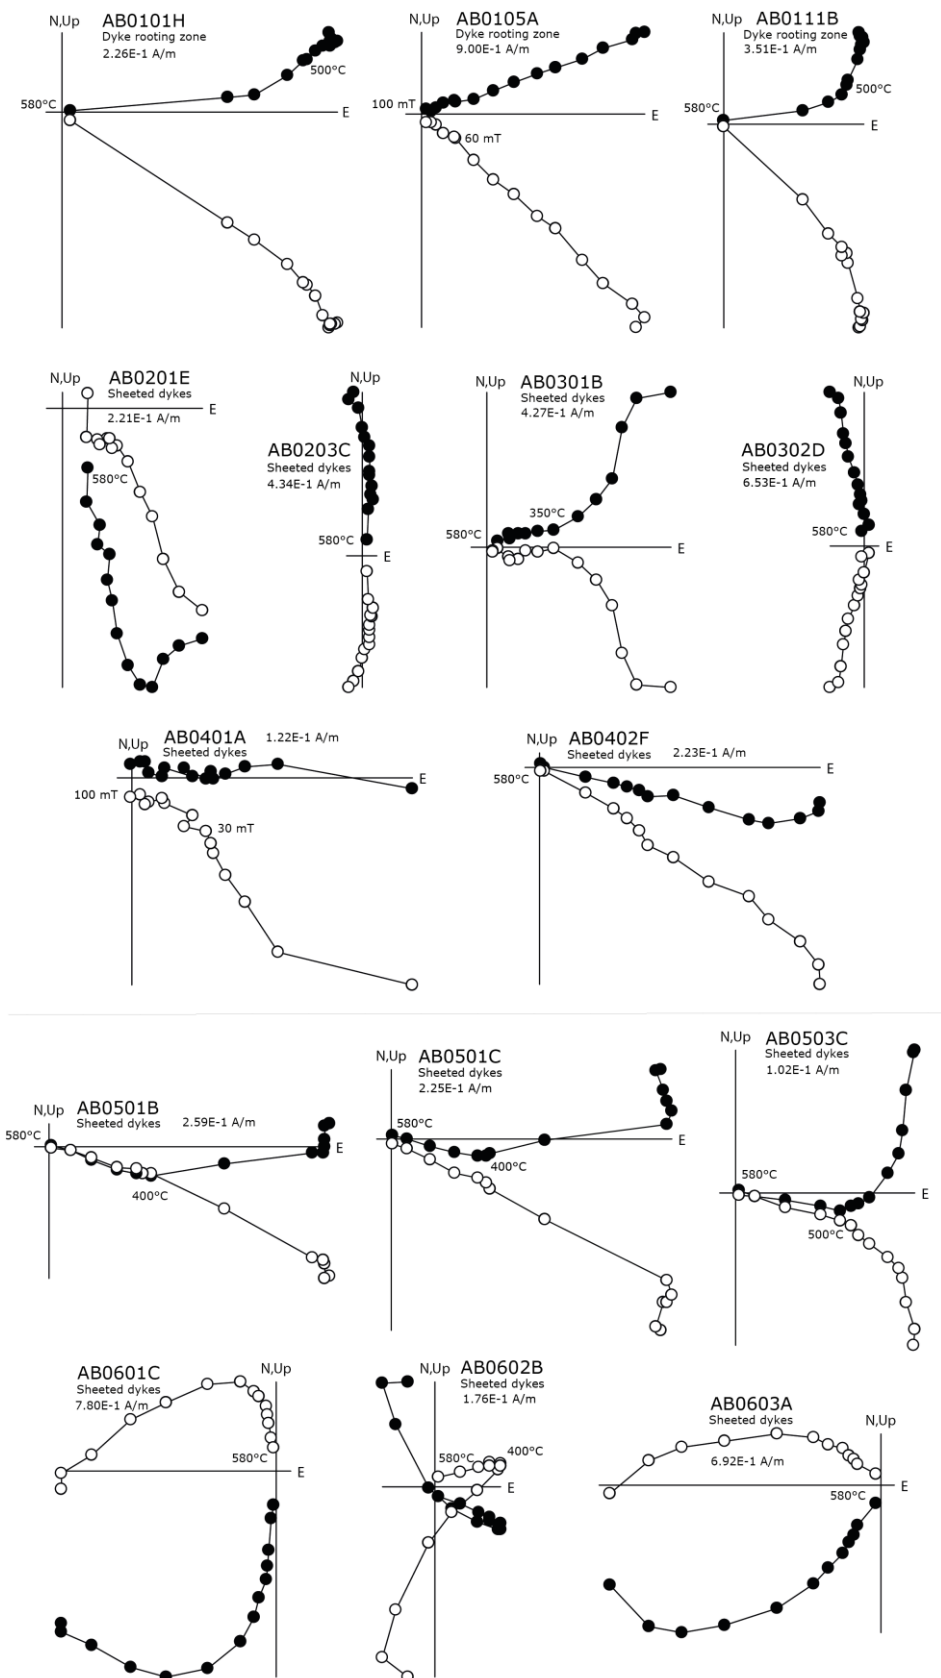 AB0101H
N,Up
Dyke rooting zone
2.26E-1 A/m
500°C
580°C
E
AB0105A
N,Up
Dyke rooting zone
9.00E-1 A/m
100 mT
E
60 mT
AB0111B
N,Up
Dyke rooting zone
3.51E-1 A/m
500°C
580°C
E
N,Up
AB0201E
Sheeted dykes
2.21E-1 A/m
E
580°C
N,Up
AB0203C
Sheeted dykes
4.34E-1 A/m
580°C
E
N,Up
AB0301B
Sheeted dykes
4.27E-1 A/m
350°C
580°C
E
N,Up
AB0302D
Sheeted dykes
6.53E-1 A/m
580°C
E
N,Up
AB0401A
Sheeted dykes
1.22E-1 A/m
E
100 mT
30 mT
N,Up
AB0402F
Sheeted dykes
2.23E-1 A/m
E
580°C
N,Up
AB0501B
Sheeted dykes
2.59E-1 A/m
580°C
E
400°C
N,Up
AB0501C
Sheeted dykes
2.25E-1 A/m
580°C
E
400°C
N,Up
AB0503C
Sheeted dykes
1.02E-1 A/m
580°C
E
500°C
AB0601C
Sheeted dykes
7.80E-1 A/m
N,Up
580°C
E
N,Up
AB0602B
Sheeted dykes
1.76E-1 A/m
580°C
400°C
E
AB0603A
Sheeted dykes
6.92E-1 A/m
N,Up
580°C
E